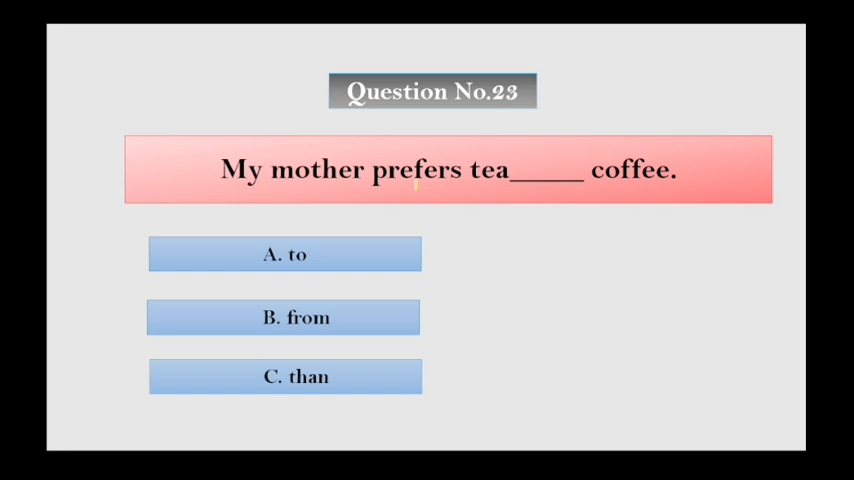 Question No.23
My mother prefers tea_____ coffee.
A. to
B. from
C. than